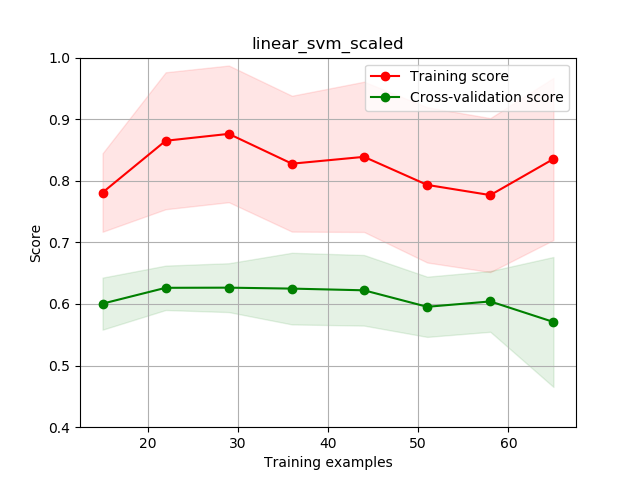 linear_svm_scaled
1.0
0.9
0.8
0.7
0.6
0.5
0.4
Score
Training score
Cross-validation score
20 30 40 50 60
Training examples